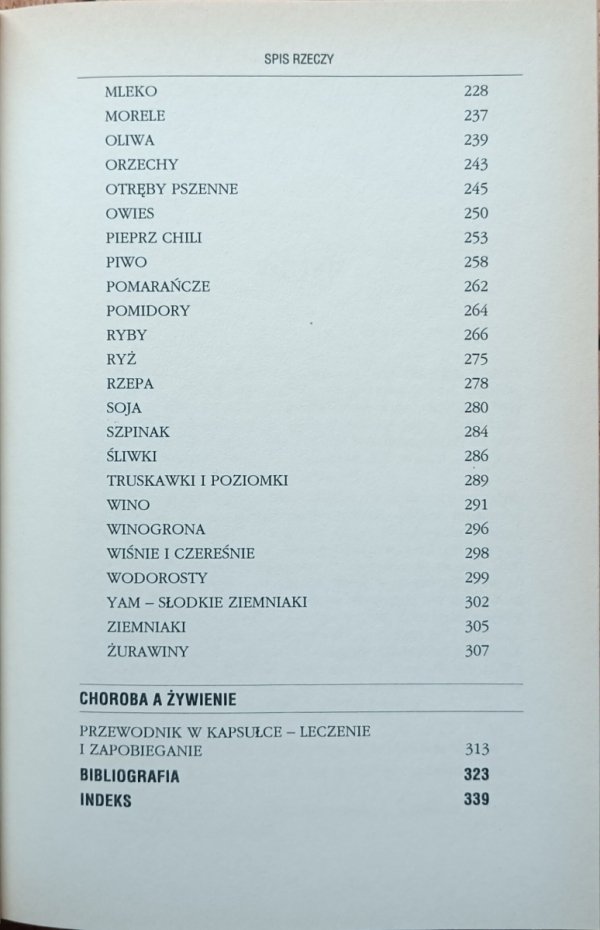 SPIS RZECZY
MLEKO 228
MORELE 237
OLIWA 239
ORZECHY 243
OTRĘBY PSZENNE 245
OWIES 250
PIEPRZ CHILI 253
PIWO 258
POMARAŃCZE 262
POMIDORY 264
RYBY 266
RYŻ 275
RZEPA 278
SOJA 280
SZPINAK 284
ŚLIWKI 286
TRUSKAWKI I POZIOMKI 289
WINO 291
WINOGRONA 296
WIŚNIE I CZEREŚNIE 298
WODOROSTY 299
YAM – SŁODKIE ZIEMNIAKI 302
ZIEMNIAKI 305
ŻURAWINY 307
CHOROBA A ŻYWIENIE
PRZEWODNIK W KAPSUŁCE – LECZENIE
I ZAPOBIEGANIE 313
BIBLIOGRAFIA 323
INDEKS 339